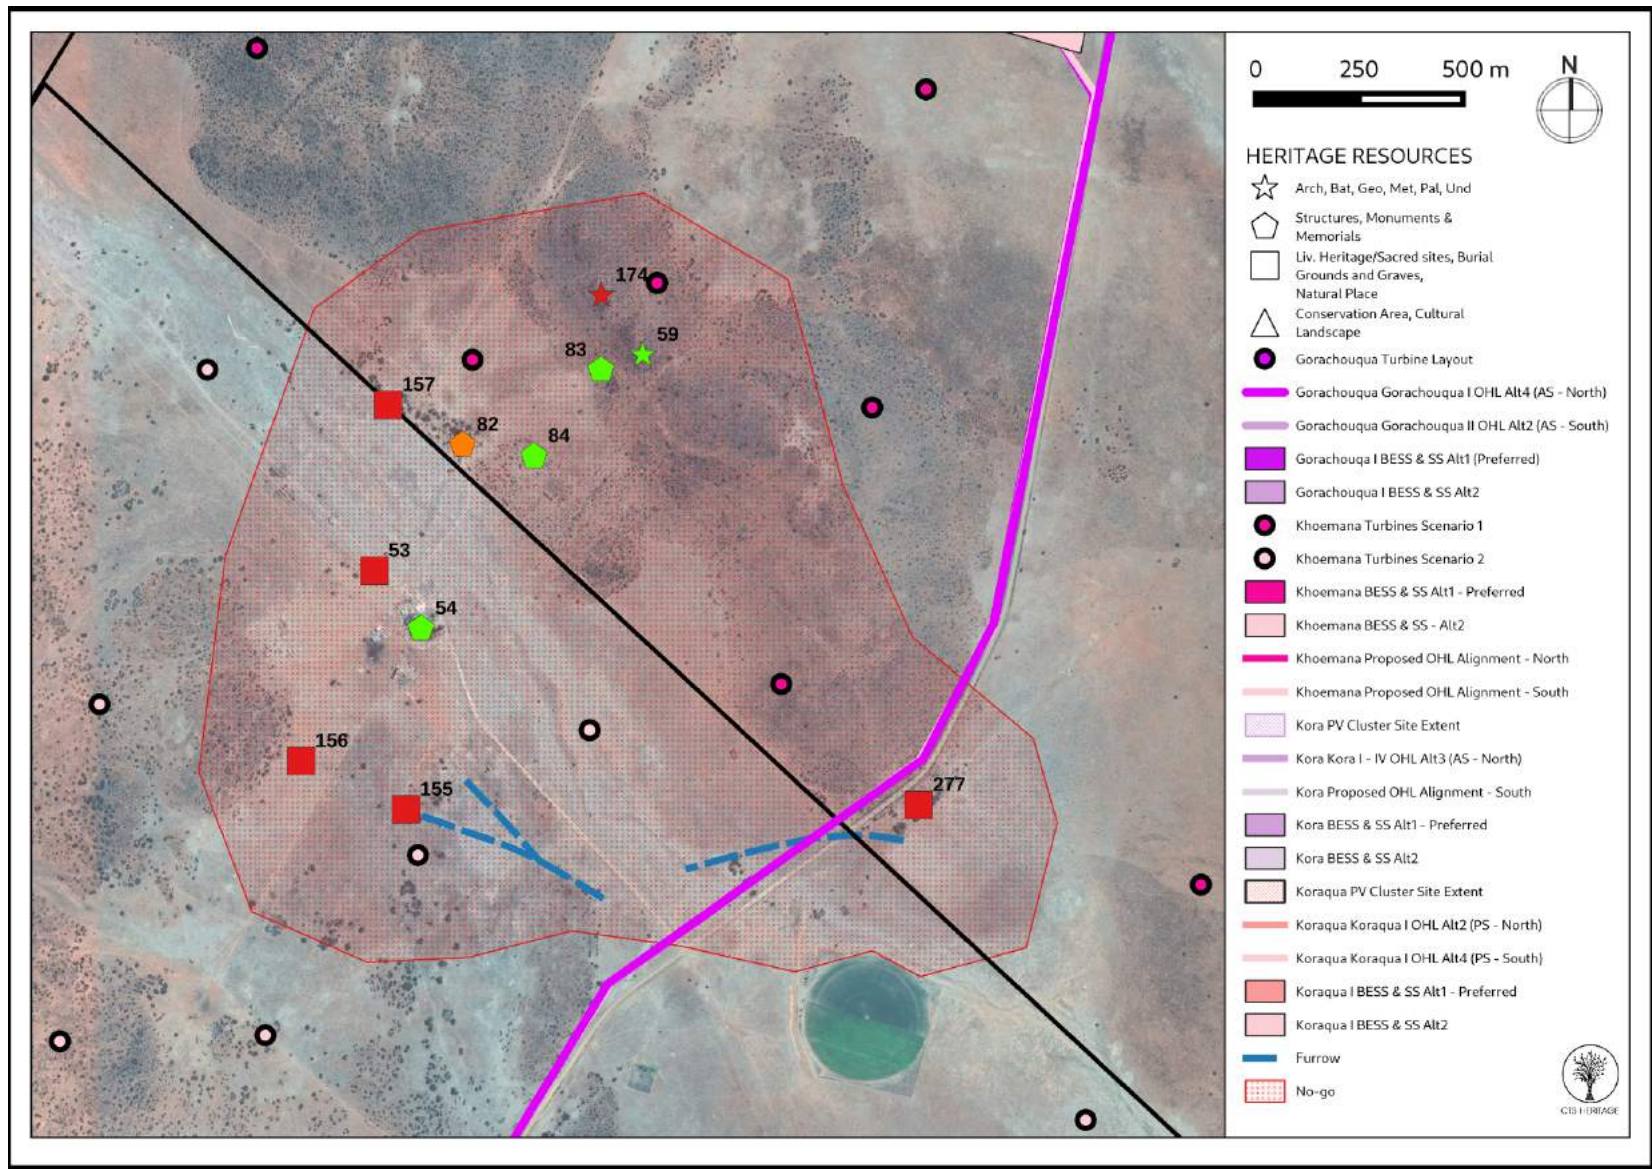 0 250 500 m N
HERITAGE RESOURCES
Arch, Bat, Geo, Met, Pal, Und
Structures, Monuments &
Memorials
Liv. Heritage/Sacred sites, Burial
Grounds and Graves,
Natural Place
Conservation Area, Cultural
Landscape
Gorachouqua Turbine Layout
Gorachouqua Gorachouqua I OHL Alt4 (AS - North)
Gorachouqua Gorachouqua II OHL Alt2 (AS - South)
Gorachouqa I BESS & SS Alt1 (Preferred)
Gorachouqua I BESS & SS Alt2
Khoemana Turbines Scenario 1
Khoemana Turbines Scenario 2
Khoemana BESS & SS Alt1 - Preferred
Khoemana BESS & SS - Alt2
Khoemana Proposed OHL Alignment - North
Khoemana Proposed OHL Alignment - South
Kora PV Cluster Site Extent
Kora Kora I - IV OHL Alt3 (AS - North)
Kora Proposed OHL Alignment - South
Kora BESS & SS Alt1 - Preferred
Kora BESS & SS Alt2
Koraqua PV Cluster Site Extent
Koraqua Koraqua I OHL Alt2 (PS - North)
Koraqua Koraqua I OHL Alt4 (PS - South)
Koraqua I BESS & SS Alt1 - Preferred
Koraqua I BESS & SS Alt2
Furrow
No-go
CTS HERITAGE
174
59
83
157
82
84
53
54
156
155
277